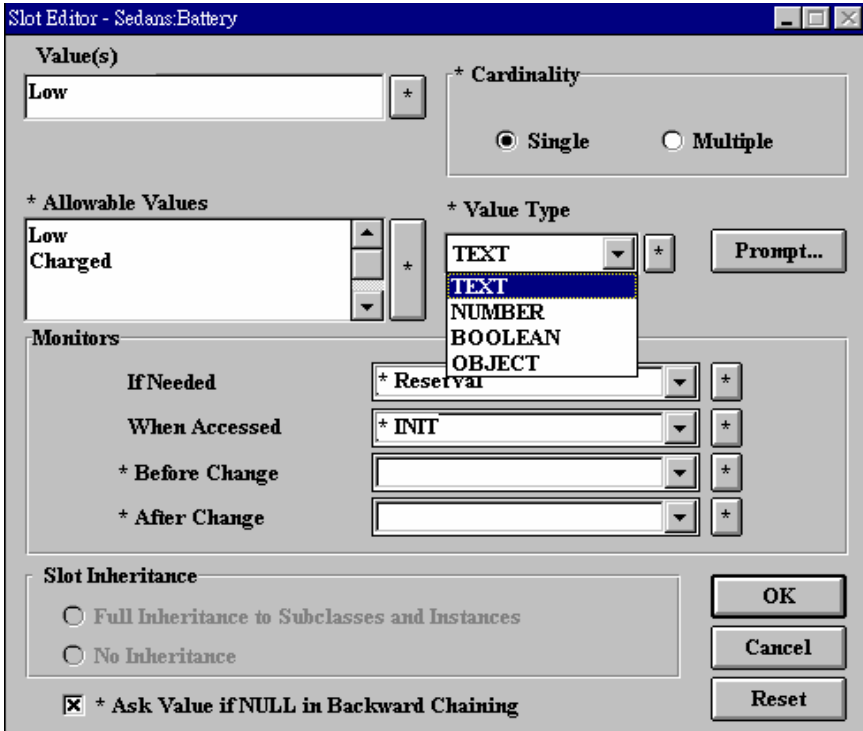 Slot Editor - Sedans:Battery
Value(s)
Low
*
* Cardinality
Single
Multiple
* Allowable Values
Low
Charged
*
* Value Type
TEXT
*
Prompt...
TEXT
NUMBER
BOOLEAN
OBJECT
Monitors
If Needed
* Reserval
*
When Accessed
* INIT
*
* Before Change
*
* After Change
*
Slot Inheritance
Full Inheritance to Subclasses and Instances
No Inheritance
* Ask Value if NULL in Backward Chaining
OK
Cancel
Reset